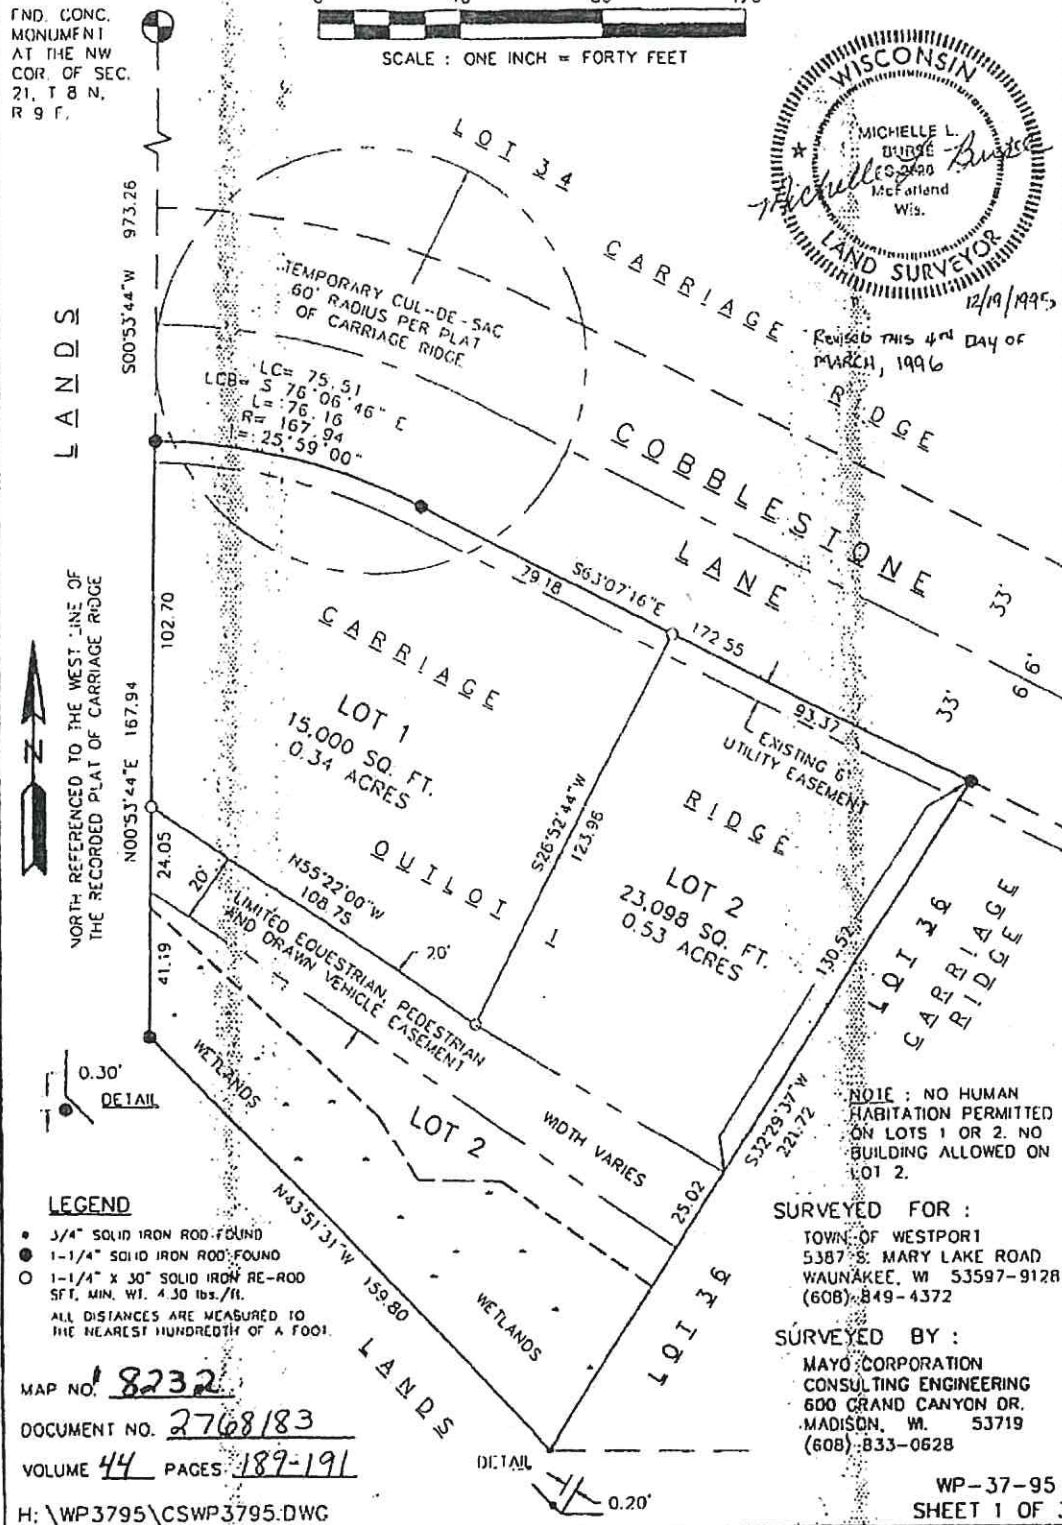 FND. CONC.
MONUMENT
AT THE NW
COR. OF SEC.
21, T 8 N,
R 9 E,
SCALE : ONE INCH = FORTY FEET
WISCONSIN
MICHELLE L.
BURSE
McFarland
Wis.
LAND SURVEYOR
Michelle L. Burse
12/19/1995
Revised THIS 4th DAY OF
MARCH, 1996
LOT 34
CARRIAGE
RIDGE
973.26
S00°53'44"W
LANDS
TEMPORARY CUL-DE-SAC
60' RADIUS PER PLAT
OF CARRIAGE RIDGE
LC= 75.51
LCB= S 76°06'46" E
L= 76.16
R= 167.94
=: 25°59'00"
COBBLESTONE
LANE
33'
66'
33'
S63°07'16"E
79.18
172.55
93.37
EXISTING 6'
UTILITY EASEMENT
NORTH REFERENCED TO THE WEST LINE OF
THE RECORDED PLAT OF CARRIAGE RIDGE
N
102.70
N00°53'44"E 167.94
24.05
41.19
CARRIAGE
LOT 1
15,000 SQ. FT.
0.34 ACRES
OUTLOT
1
S26°52'44"W
123.96
RIDGE
LOT 2
23,098 SQ. FT.
0.53 ACRES
N55°22'00"W
108.75
20'
20'
LIMITED EQUESTRIAN, PEDESTRIAN
AND DRAWN VEHICLE EASEMENT
WIDTH VARIES
130.52
S32°29'37"W
221.72
25.02
LOT 36
CARRIAGE
RIDGE
WETLANDS
LOT 2
0.30'
DETAIL
NOTE : NO HUMAN
HABITATION PERMITTED
ON LOTS 1 OR 2. NO
BUILDING ALLOWED ON
LOT 2.
LEGEND
3/4" SOLID IRON ROD FOUND
1-1/4" SOLID IRON ROD FOUND
1-1/4" X 30" SOLID IRON RE-ROD
SET, MIN. WT. 4.30 lbs./ft.
ALL DISTANCES ARE MEASURED TO
THE NEAREST HUNDREDTH OF A FOOT.
N43°51'31"W
159.80
WETLANDS
LANDS
LOT 36
SURVEYED FOR :
TOWN OF WESTPORT
5387 S. MARY LAKE ROAD
WAUNAKEE, WI 53597-9128
(608) 849-4372
SURVEYED BY :
MAYO CORPORATION
CONSULTING ENGINEERING
600 GRAND CANYON DR.
MADISON, WI. 53719
(608) 833-0628
MAP NO. 8232
DOCUMENT NO. 2768183
VOLUME 44 PAGES 189-191
DETAIL
0.20'
H:\WP3795\CSWP3795.DWG
WP-37-95
SHEET 1 OF